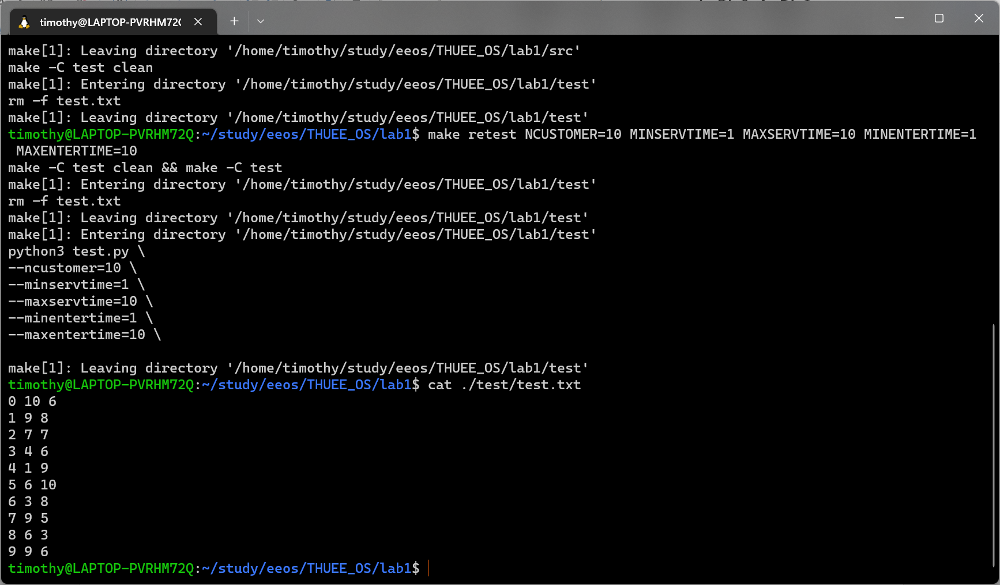 timothy@LAPTOP-PVRHM72
make[1]: Leaving directory '/home/timothy/study/eeos/THUEE_OS/lab1/src'
make -C test clean
make[1]: Entering directory '/home/timothy/study/eeos/THUEE_OS/lab1/test'
rm -f test.txt
make[1]: Leaving directory '/home/timothy/study/eeos/THUEE_OS/lab1/test'
timothy@LAPTOP-PVRHM72Q:~/study/eeos/THUEE_OS/lab1$ make retest NCUSTOMER=10 MINSERVTIME=1 MAXSERVTIME=10 MINENTERTIME=1
MAXENTERTIME=10
make -C test clean && make -C test
make[1]: Entering directory '/home/timothy/study/eeos/THUEE_OS/lab1/test'
rm -f test.txt
make[1]: Leaving directory '/home/timothy/study/eeos/THUEE_OS/lab1/test'
make[1]: Entering directory '/home/timothy/study/eeos/THUEE_OS/lab1/test'
python3 test.py \
--ncustomer=10 \
--minservtime=1 \
--maxservtime=10 \
--minentertime=1 \
--maxentertime=10 \
make[1]: Leaving directory '/home/timothy/study/eeos/THUEE_OS/lab1/test'
timothy@LAPTOP-PVRHM72Q:~/study/eeos/THUEE_OS/lab1$ cat ./test/test.txt
0 10 6
1 9 8
2 7 7
3 4 6
4 1 9
5 6 10
6 3 8
7 9 5
8 6 3
9 9 6
timothy@LAPTOP-PVRHM72Q:~/study/eeos/THUEE_OS/lab1$